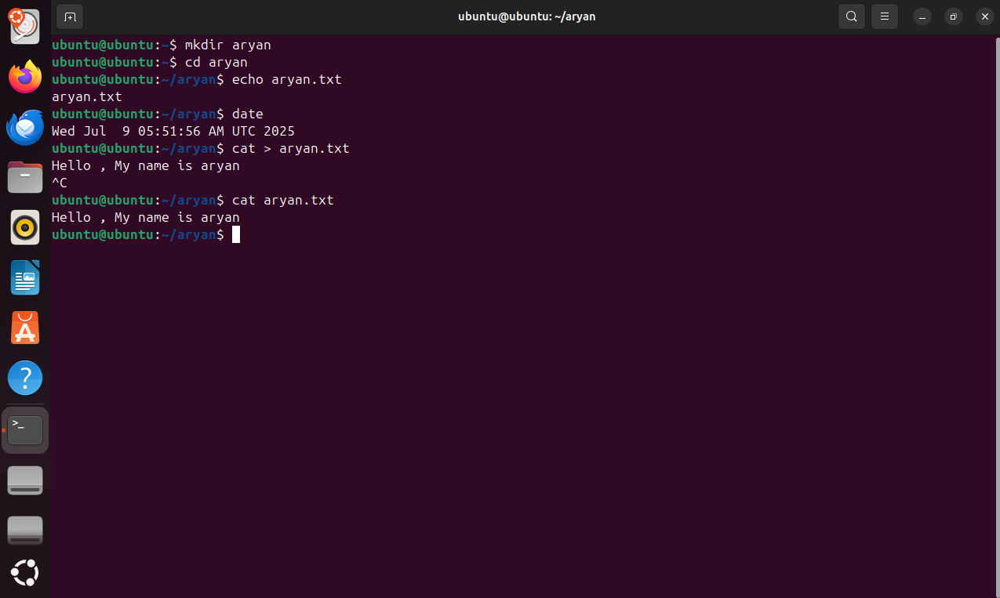 ubuntu@ubuntu: ~/aryan
ubuntu@ubuntu:~$ mkdir aryan
ubuntu@ubuntu:~$ cd aryan
ubuntu@ubuntu:~/aryan$ echo aryan.txt
aryan.txt
ubuntu@ubuntu:~/aryan$ date
Wed Jul  9 05:51:56 AM UTC 2025
ubuntu@ubuntu:~/aryan$ cat > aryan.txt
Hello , My name is aryan
^C
ubuntu@ubuntu:~/aryan$ cat aryan.txt
Hello , My name is aryan
ubuntu@ubuntu:~/aryan$